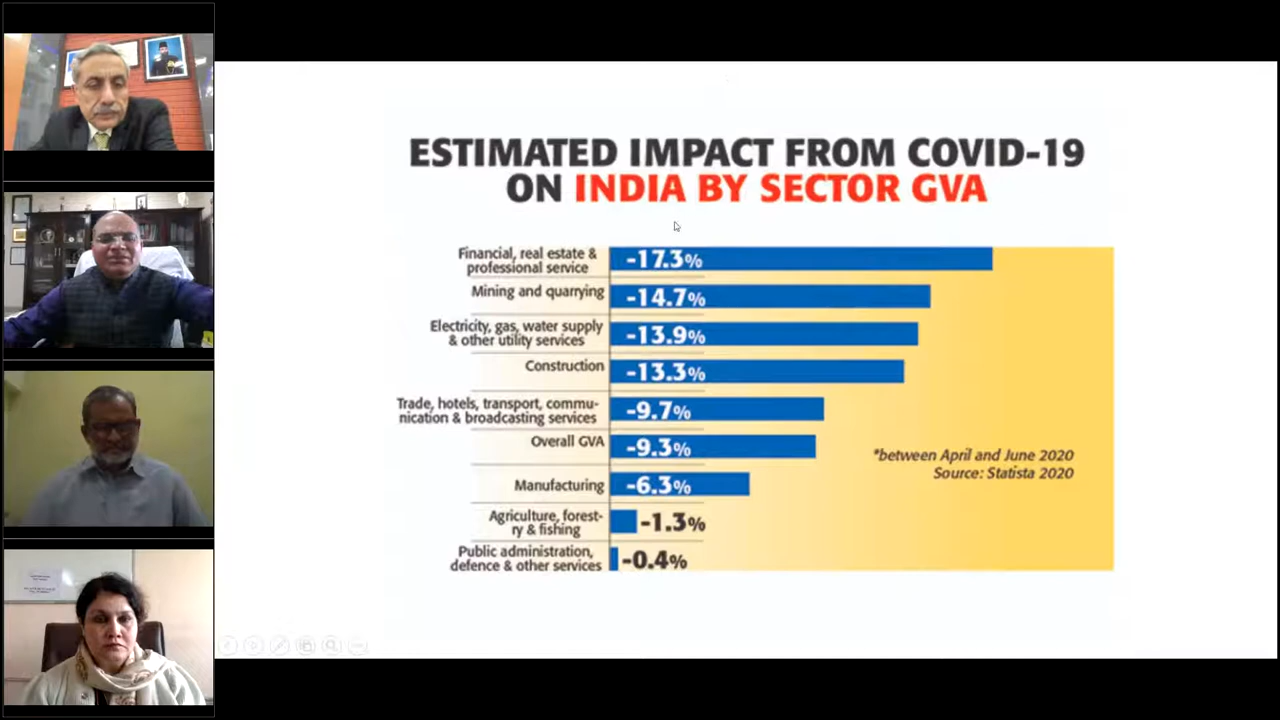 ESTIMATED IMPACT FROM COVID-19
ON INDIA BY SECTOR GVA
Financial, real estate &
professional service
-17.3%
Mining and quarrying
-14.7%
Electricity, gas, water supply
& other utility services
-13.9%
Construction
-13.3%
Trade, hotels, transport, commu-
nication & broadcasting services
-9.7%
Overall GVA
-9.3%
Manufacturing
-6.3%
Agriculture, forest-
ry & fishing
-1.3%
Public administration,
defence & other services
-0.4%
*between April and June 2020
Source: Statista 2020